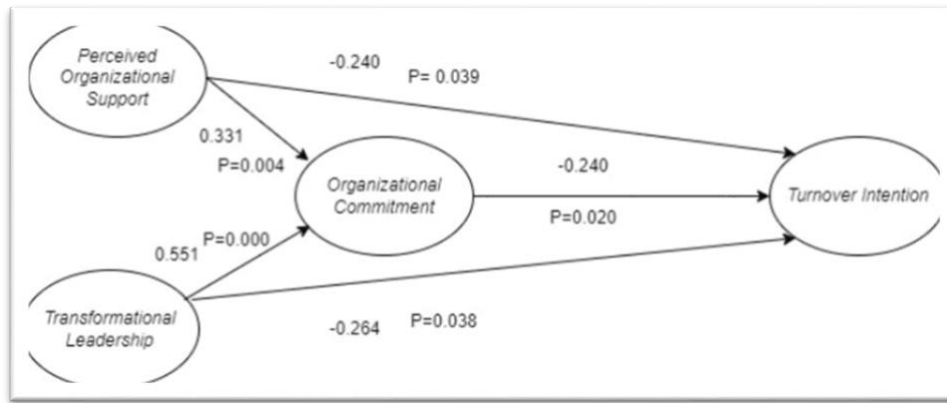 Perceived
Organizational
Support
-0.240
P= 0.039
0.331
P=0.004
Organizational
Commitment
-0.240
P=0.020
Turnover Intention
P=0.000
0.551
Transformational
Leadership
-0.264
P=0.038